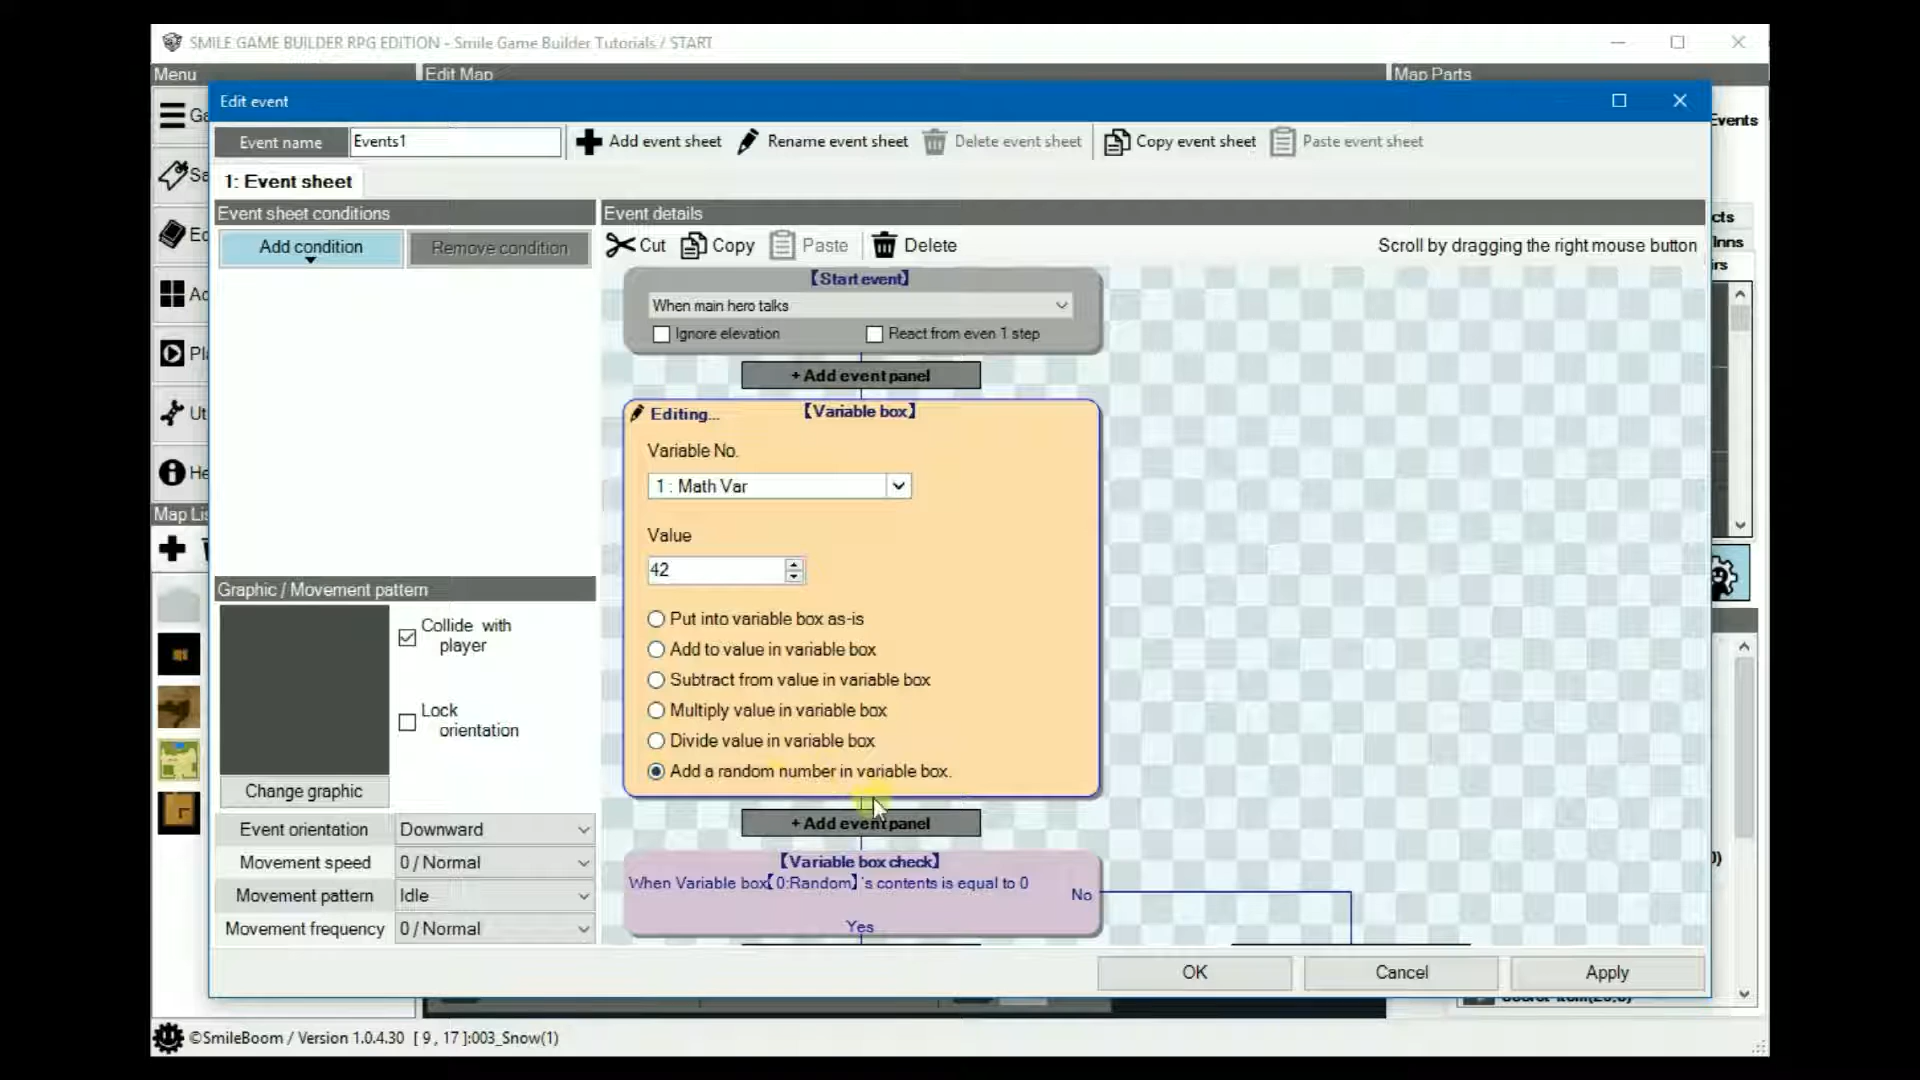 SMILE GAME BUILDER RPG EDITION - Smile Game Builder Tutorials / START
Menu
Edit Map
Map Parts
Edit event
Events
Event name
Events1
Add event sheet
Rename event sheet
Delete event sheet
Copy event sheet
Paste event sheet
1: Event sheet
Event sheet conditions
Event details
Add condition
Remove condition
Cut
Copy
Paste
Delete
Scroll by dragging the right mouse button
【Start event】
When main hero talks
Ignore elevation
React from even 1 step
+ Add event panel
Editing...
【Variable box】
Variable No.
1 : Math Var
Value
42
Put into variable box as-is
Add to value in variable box
Subtract from value in variable box
Multiply value in variable box
Divide value in variable box
Add a random number in variable box.
+ Add event panel
【Variable box check】
When Variable box【0:Random】's contents is equal to 0
No
Yes
Map Li
Graphic / Movement pattern
Collide with
player
Lock
orientation
Change graphic
Event orientation
Downward
Movement speed
0 / Normal
Movement pattern
Idle
Movement frequency
0 / Normal
OK
Cancel
Apply
©SmileBoom / Version 1.0.4.30 [ 9 , 17 ]:003_Snow(1)